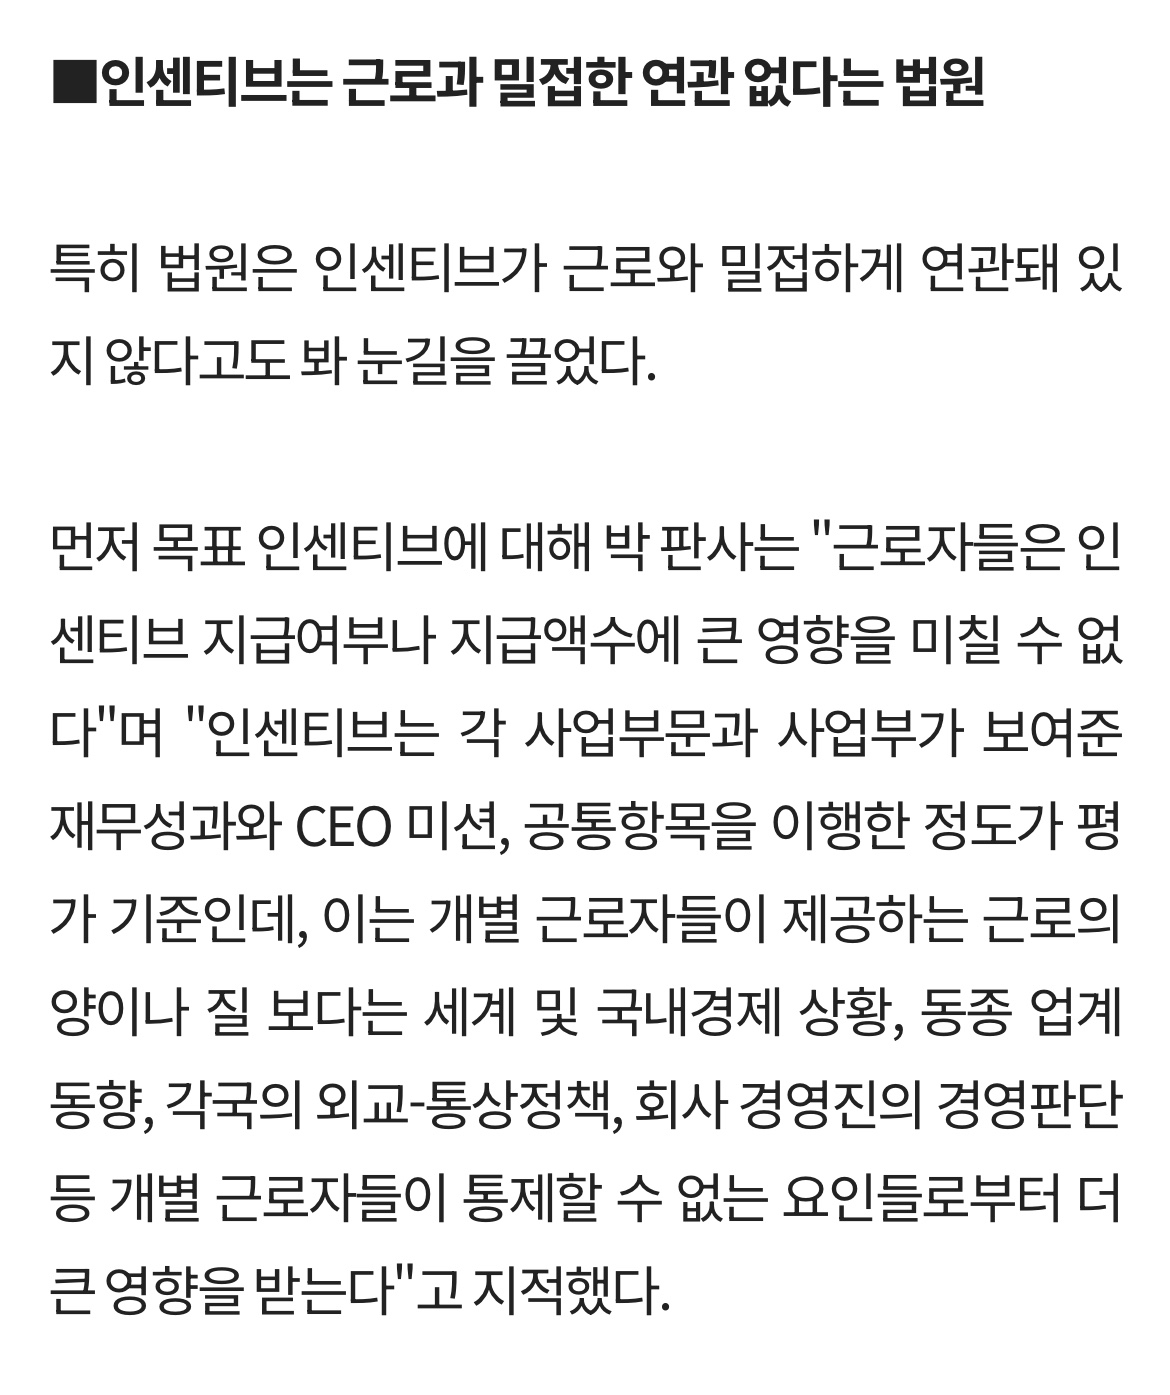 ■인센티브는 근로과 밀접한 연관 없다는 법원
특히 법원은 인센티브가 근로와 밀접하게 연관돼 있
지 않다고도 봐 눈길을 끌었다.
먼저 목표 인센티브에 대해 박 판사는 "근로자들은 인
센티브 지급여부나 지급액수에 큰 영향을 미칠 수 없
다"며 "인센티브는 각 사업부문과 사업부가 보여준
재무성과와 CEO 미션, 공통항목을 이행한 정도가 평
가 기준인데, 이는 개별 근로자들이 제공하는 근로의
양이나 질 보다는 세계 및 국내경제 상황, 동종 업계
동향, 각국의 외교-통상정책, 회사 경영진의 경영판단
등 개별 근로자들이 통제할 수 없는 요인들로부터 더
큰 영향을 받는다"고 지적했다.